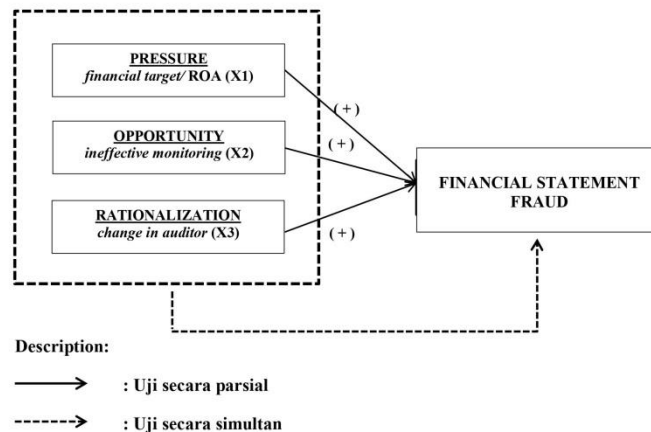 PRESSURE
financial target/ ROA (X1)
(+)
OPPORTUNITY
ineffective monitoring (X2)
(+)
RATIONALIZATION
change in auditor (X3)
(+)
FINANCIAL STATEMENT
FRAUD
Description:
: Uji secara parsial
: Uji secara simultan